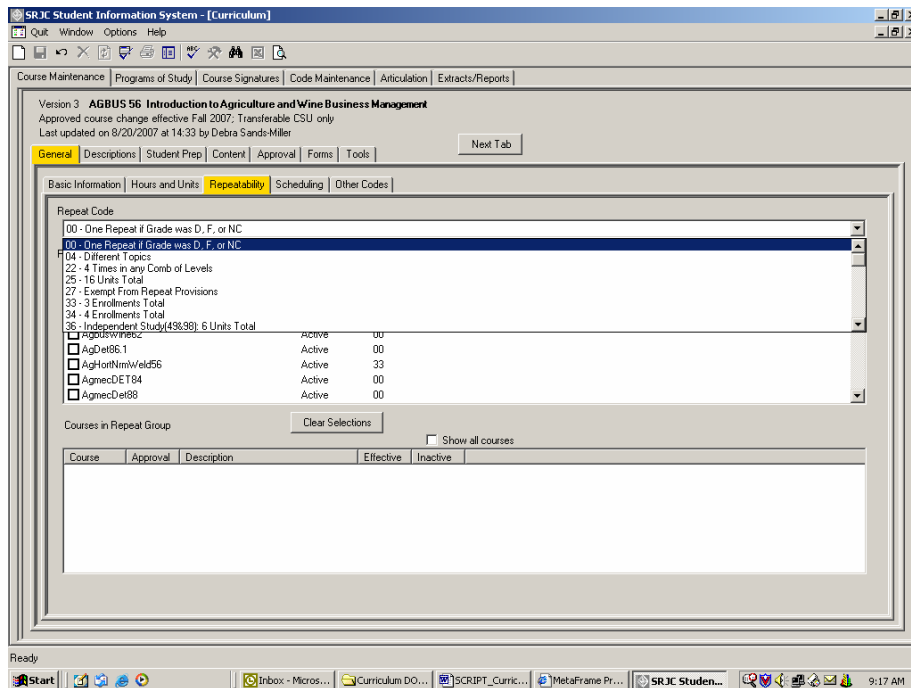 SRJC Student Information System - [Curriculum]
Quit Window Options Help
Course Maintenance Programs of Study Course Signatures Code Maintenance Articulation Extracts/Reports
Version 3 AGBUS 56 Introduction to Agriculture and Wine Business Management
Approved course change effective Fall 2007; Transferable CSU only
Last updated on 8/20/2007 at 14:33 by Debra Sands-Miller
Next Tab
General Descriptions Student Prep Content Approval Forms Tools
Basic Information Hours and Units Repeatability Scheduling Other Codes
Repeat Code
00 - One Repeat if Grade was D, F, or NC
00 - One Repeat if Grade was D, F, or NC
04 - Different Topics
22 - 4 Times in any Comb of Levels
25 - 16 Units Total
27 - Exempt From Repeat Provisions
33 - 3 Enrollments Total
34 - 4 Enrollments Total
36 - Independent Study(49&98): 6 Units Total
Agbuswine62 Active 00
AgDet86.1 Active 00
AgHortNrmWeld56 Active 33
AgmecDET84 Active 00
AgmecDet88 Active 00
Courses in Repeat Group Clear Selections
Show all courses
Course Approval Description Effective Inactive
Ready
Start Inbox - Micros... Curriculum DO... SCRIPT_Curric... MetaFrame Pr... SRJC Studen... 9:17 AM